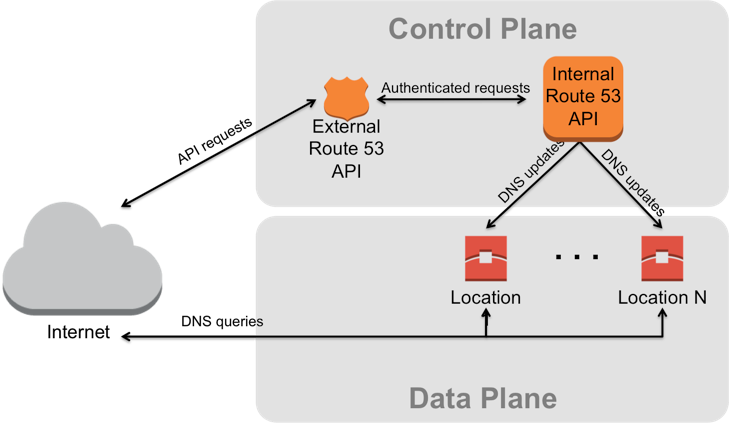 Control Plane
Internal
Route 53
API
Authenticated requests
External
Route 53
API
API requests
DNS updates
DNS updates
. . .
Location
Location N
Internet
DNS queries
Data Plane